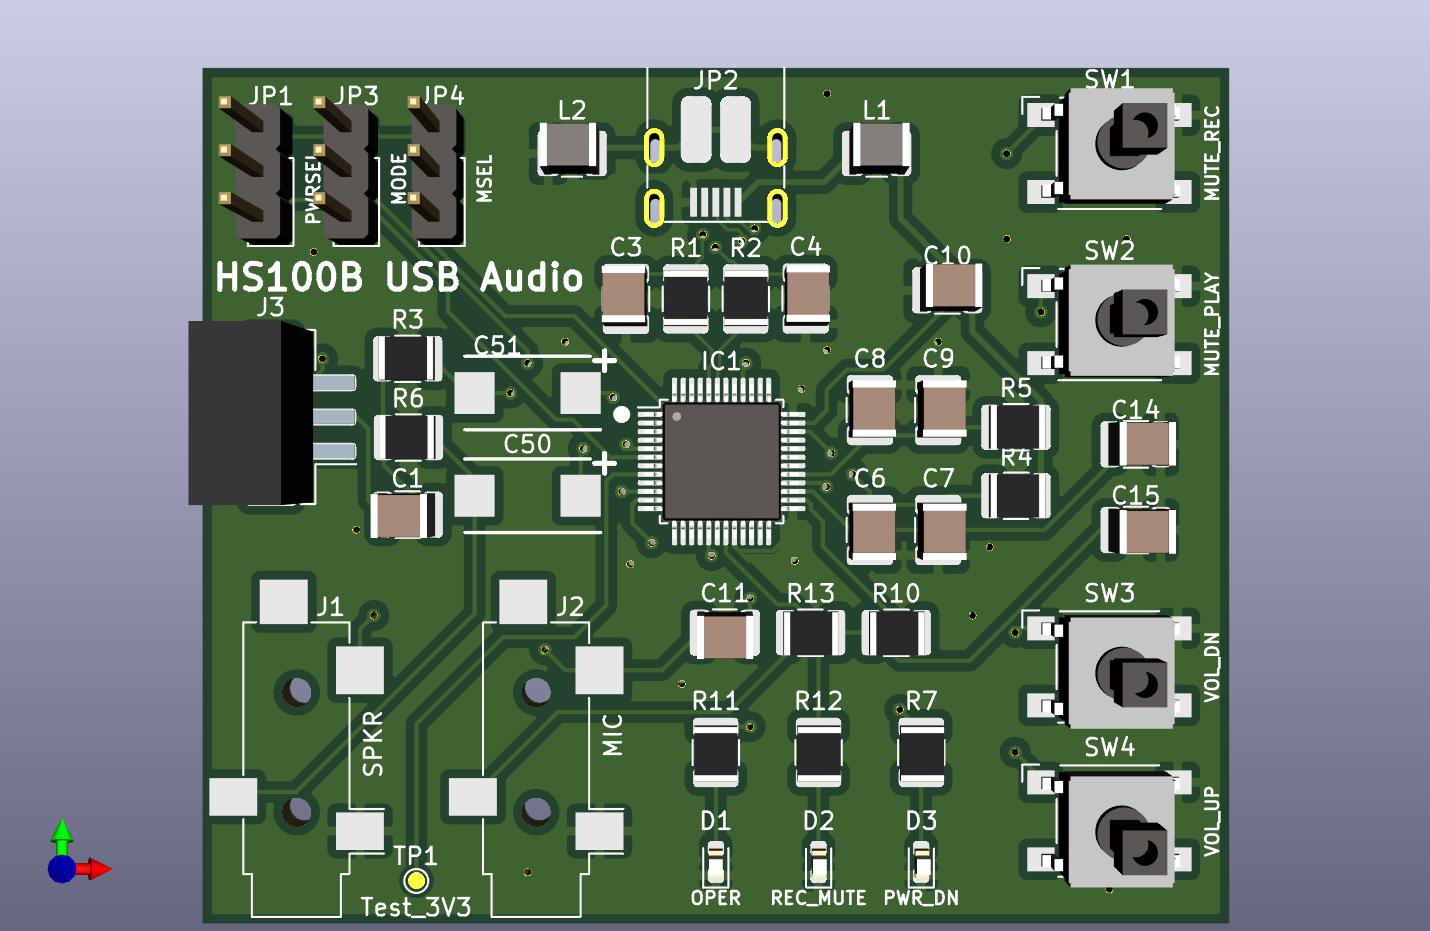 JP1
JP3
JP4
L2
JP2
L1
SW1
PWRSEL
MODE
MSEL
MUTE_REC
C3
R1
R2
C4
C10
SW2
HS100B USB Audio
MUTE_PLAY
J3
R3
C51
IC1
C8
C9
R5
C14
R6
C50
R4
C1
C6
C7
C15
J1
J2
C11
R13
R10
SW3
VOL_DN
SPKR
MIC
R11
R12
R7
SW4
VOL_UP
D1
D2
D3
TP1
Test_3V3
OPER
REC_MUTE
PWR_DN